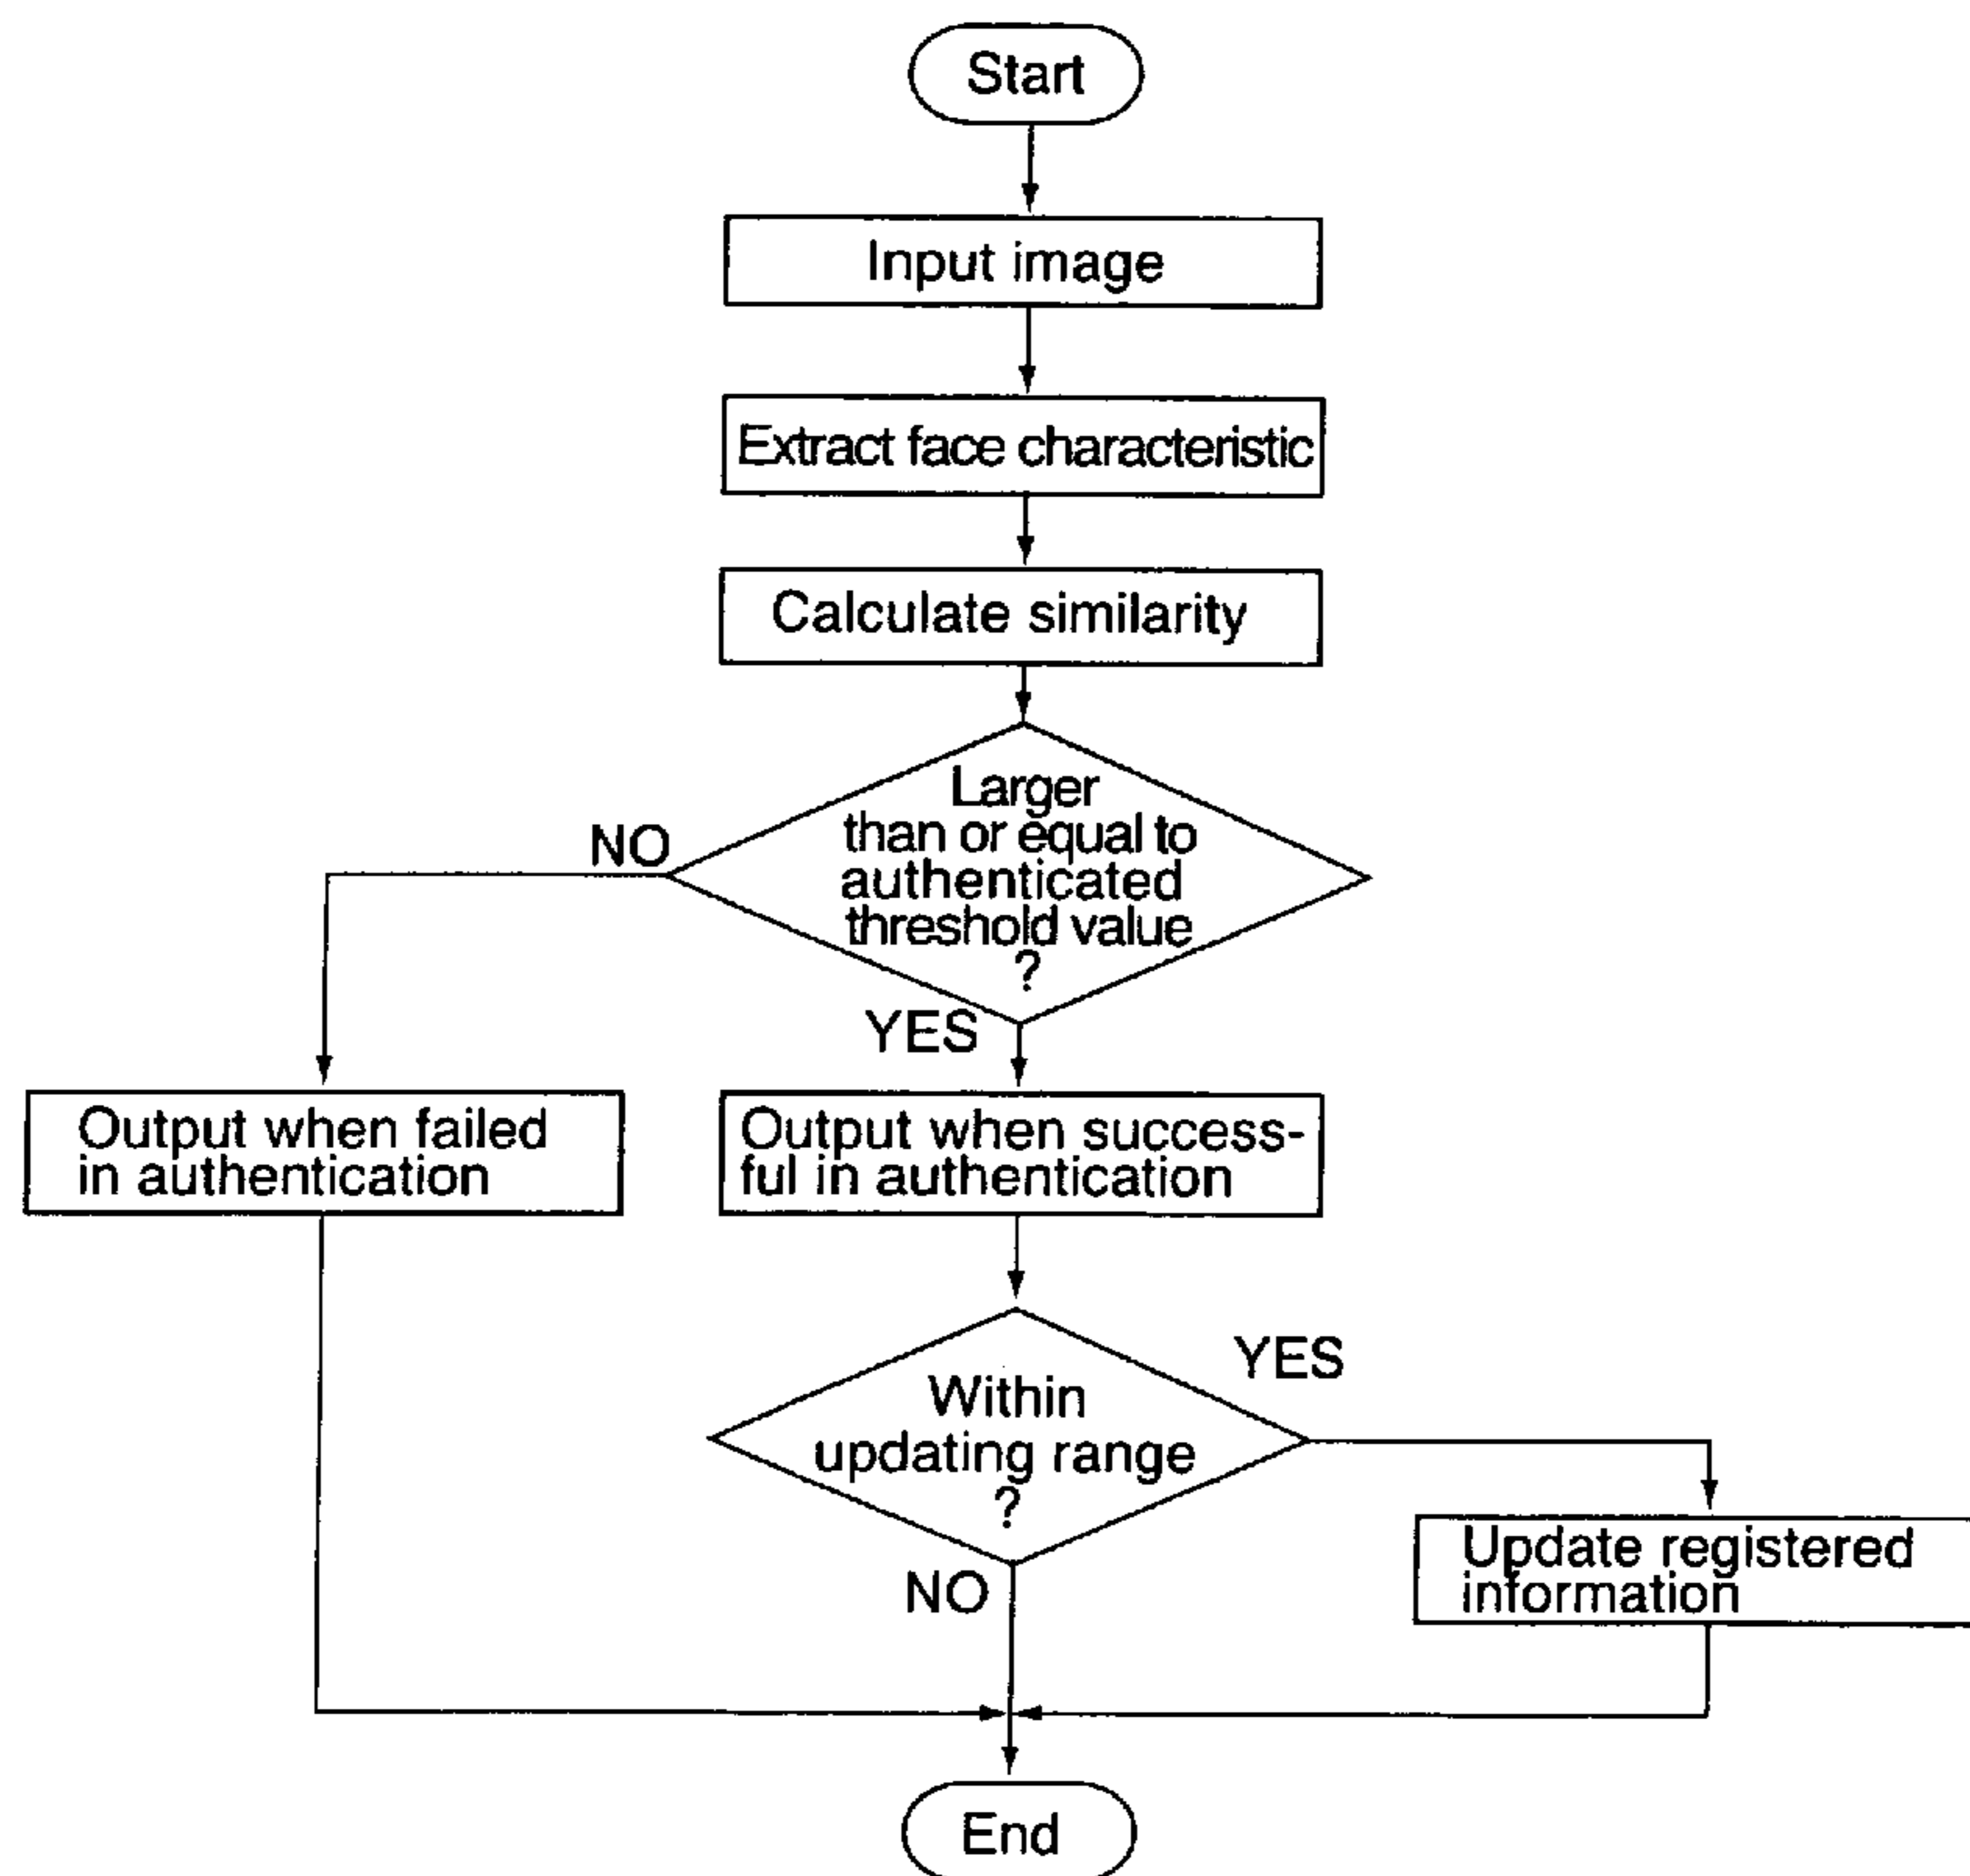 Start
Input image
Extract face characteristic
Calculate similarity
Larger
than or equal to
authenticated
threshold value
?
NO
YES
Output when failed
in authentication
Output when success-
ful in authentication
Within
updating range
?
YES
NO
Update registered
information
End